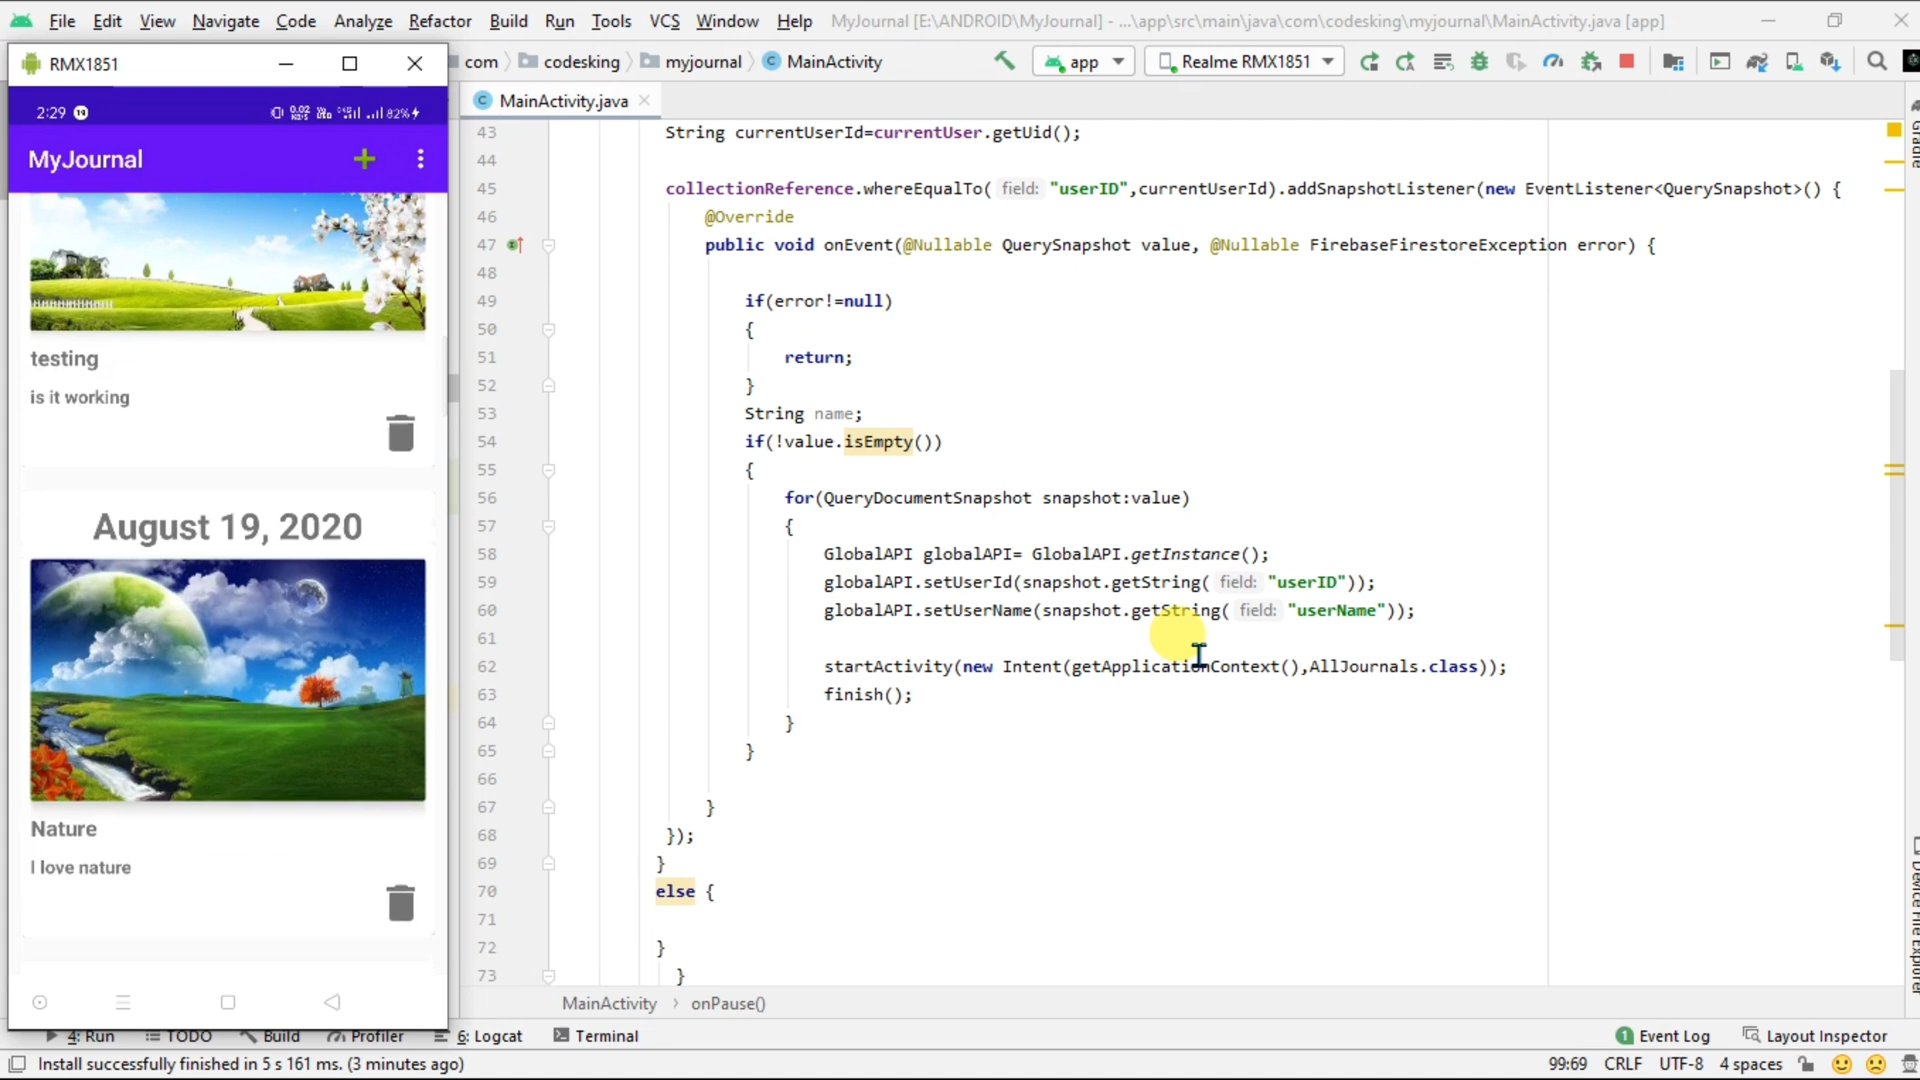 File Edit View Navigate Code Analyze Refactor Build Run Tools VCS Window Help MyJournal [E:\ANDROID\MyJournal] - ...\app\src\main\java\com\codesking\myjournal\MainActivity.java [app]
RMX1851
com codesking myjournal MainActivity app Realme RMX1851
MainActivity.java
2:29 82%
MyJournal
testing
is it working
August 19, 2020
Nature
I love nature
43 String currentUserId=currentUser.getUid();
44
45 collectionReference.whereEqualTo( field: "userID",currentUserId).addSnapshotListener(new EventListener<QuerySnapshot>() {
46 @Override
47 public void onEvent(@Nullable QuerySnapshot value, @Nullable FirebaseFirestoreException error) {
48
49 if(error!=null)
50 {
51 return;
52 }
53 String name;
54 if(!value.isEmpty())
55 {
56 for(QueryDocumentSnapshot snapshot:value)
57 {
58 GlobalAPI globalAPI= GlobalAPI.getInstance();
59 globalAPI.setUserId(snapshot.getString( field: "userID"));
60 globalAPI.setUserName(snapshot.getString( field: "userName"));
61
62 startActivity(new Intent(getApplicationContext(),AllJournals.class));
63 finish();
64 }
65 }
66
67 }
68 });
69 }
70 else {
71
72 }
73 }
Gradle
Device File Explorer
MainActivity > onPause()
4: Run TODO Build Profiler 6: Logcat Terminal 1 Event Log Layout Inspector
Install successfully finished in 5 s 161 ms. (3 minutes ago) 99:69 CRLF UTF-8 4 spaces